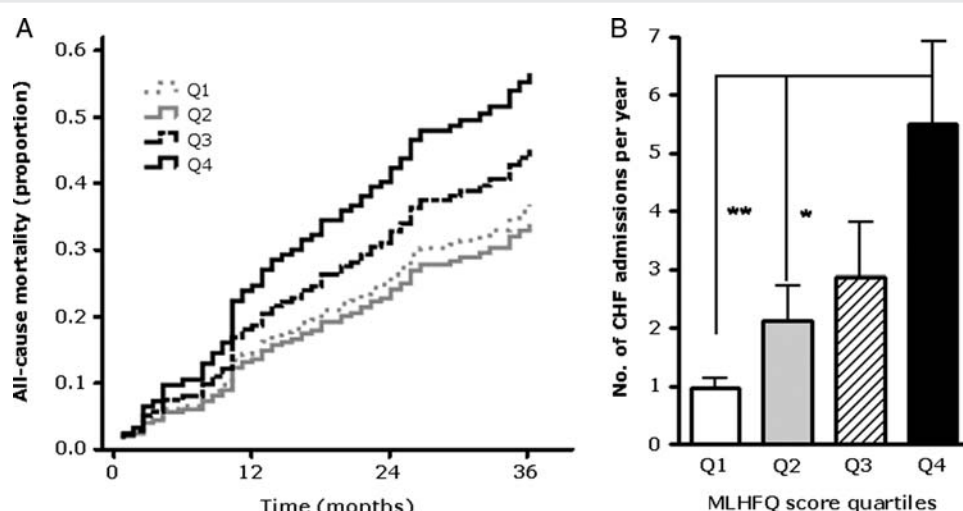 A
All-cause mortality (proportion)
0.6
0.5
0.4
0.3
0.2
0.1
0.0
Q1
Q2
Q3
Q4
0 12 24 36
Time (months)
B
No. of CHF admissions per year
7
6
5
4
3
2
1
0
** *
Q1 Q2 Q3 Q4
MLHFQ score quartiles